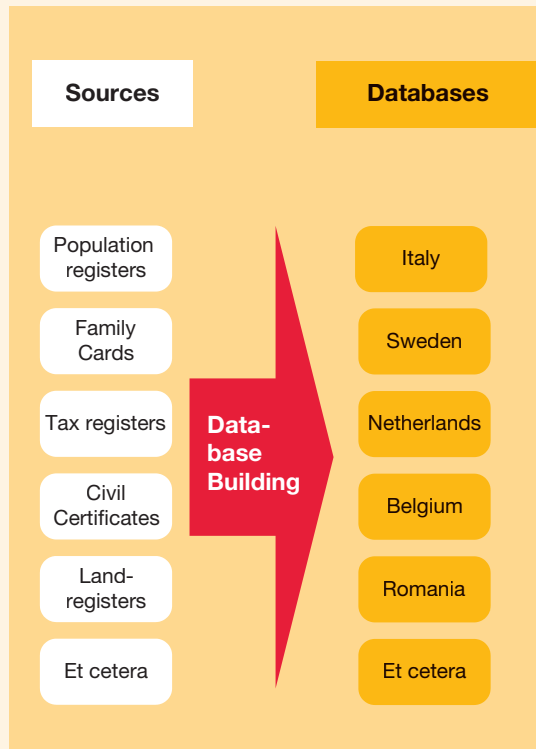 Sources
Databases
Population
registers
Family
Cards
Tax registers
Civil
Certificates
Land-
registers
Et cetera
Data-
base
Building
Italy
Sweden
Netherlands
Belgium
Romania
Et cetera